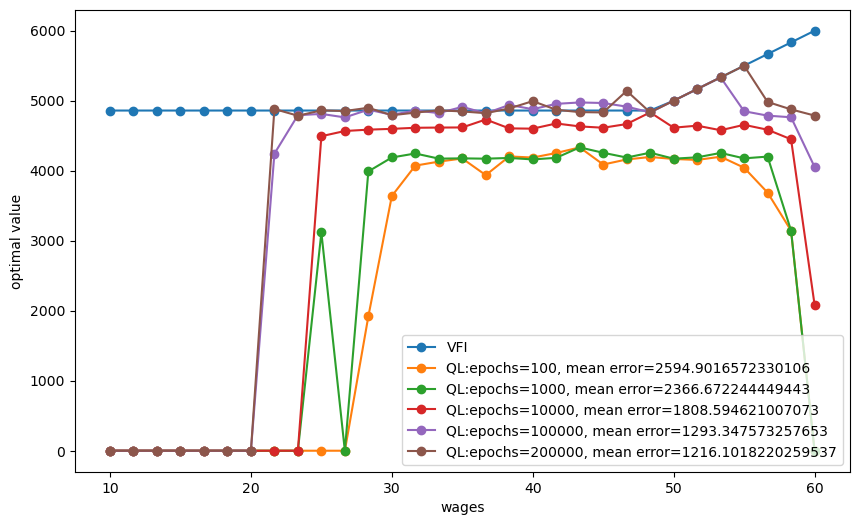 6000
5000
4000
3000
2000
1000
0
optimal value
10
20
30
40
50
60
wages
VFI
QL:epochs=100, mean error=2594.9016572330106
QL:epochs=1000, mean error=2366.672244449443
QL:epochs=10000, mean error=1808.594621007073
QL:epochs=100000, mean error=1293.347573257653
QL:epochs=200000, mean error=1216.1018220259537